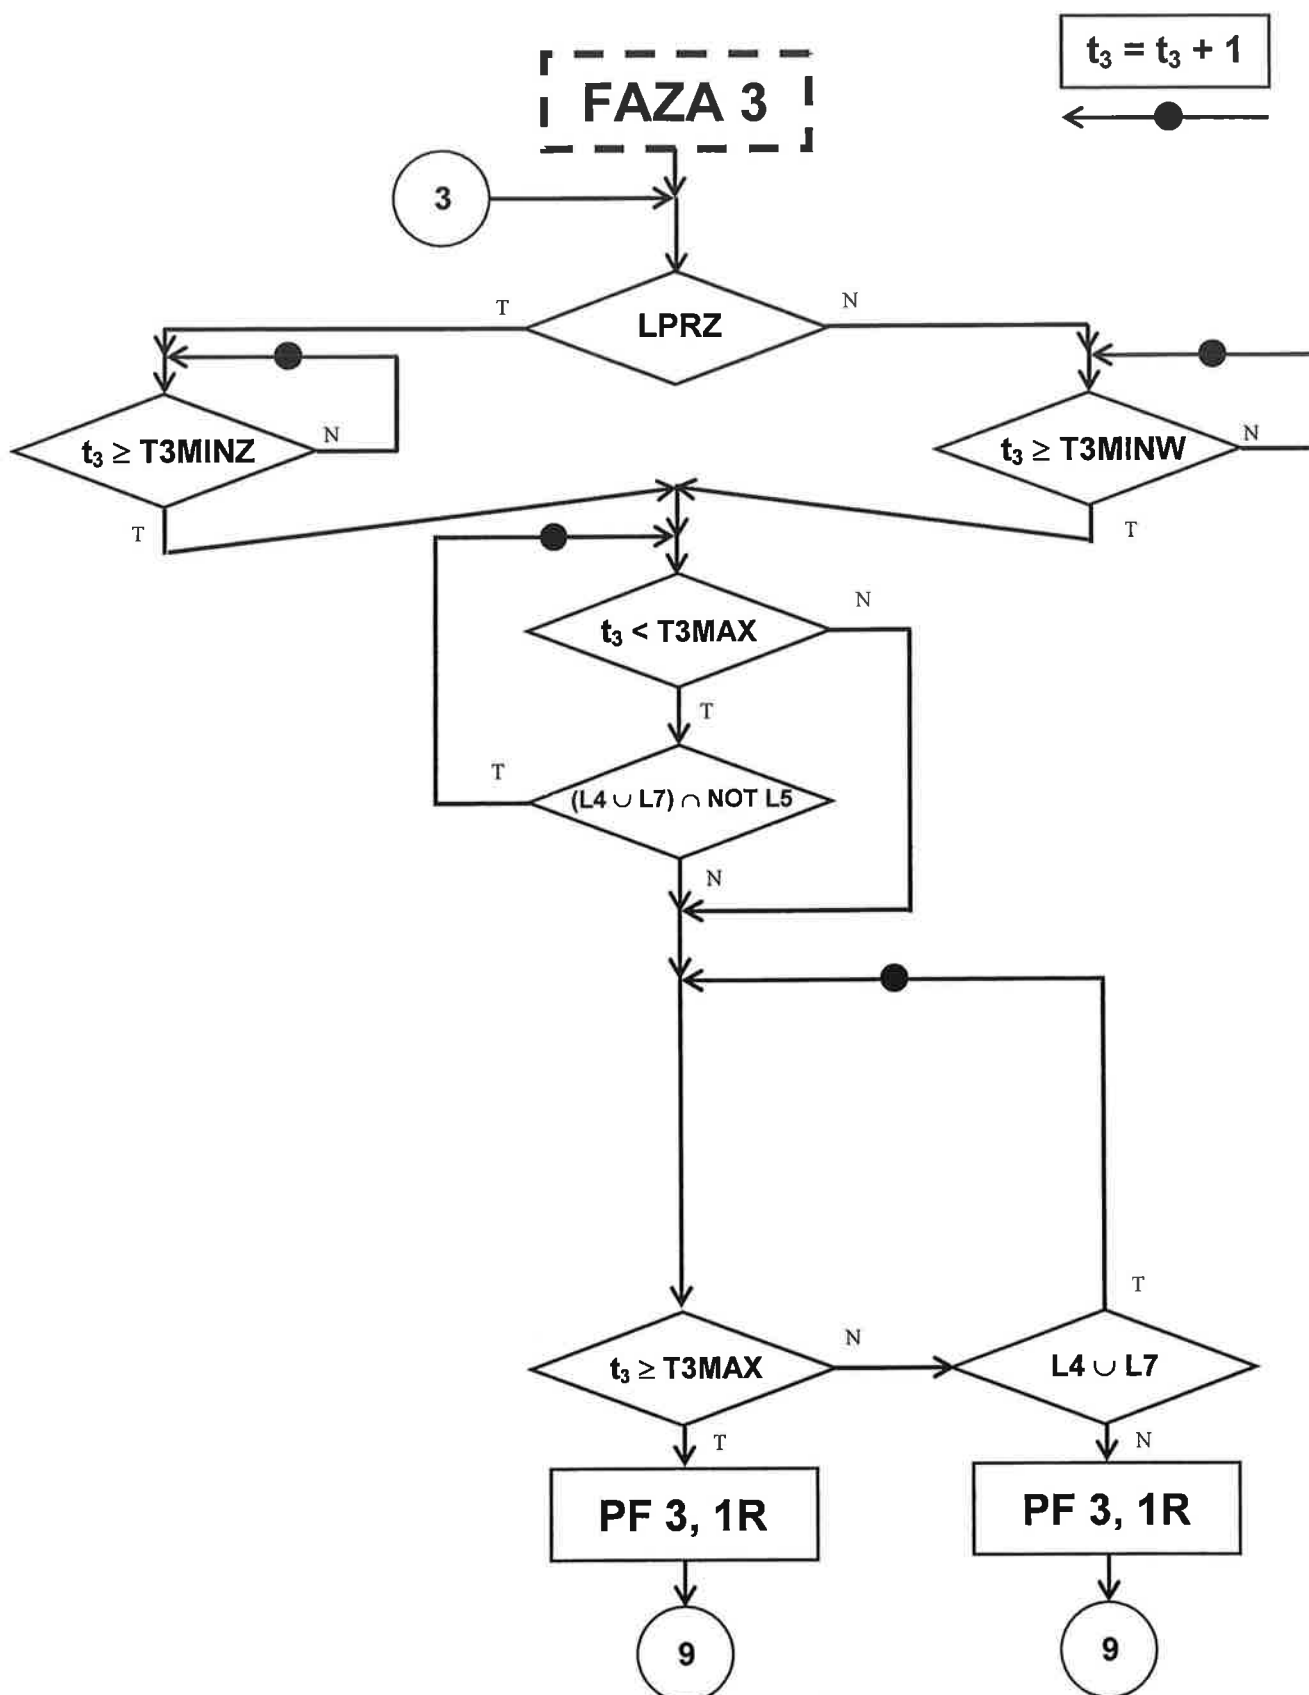 t₃ = t₃ + 1
FAZA 3
3
T
LPRZ
N
t₃ ≥ T3MINZ
N
t₃ ≥ T3MINW
N
T
T
t₃ < T3MAX
N
T
T
(L4 ∪ L7) ∩ NOT L5
N
T
t₃ ≥ T3MAX
N
L4 ∪ L7
T
N
PF 3, 1R
PF 3, 1R
9
9